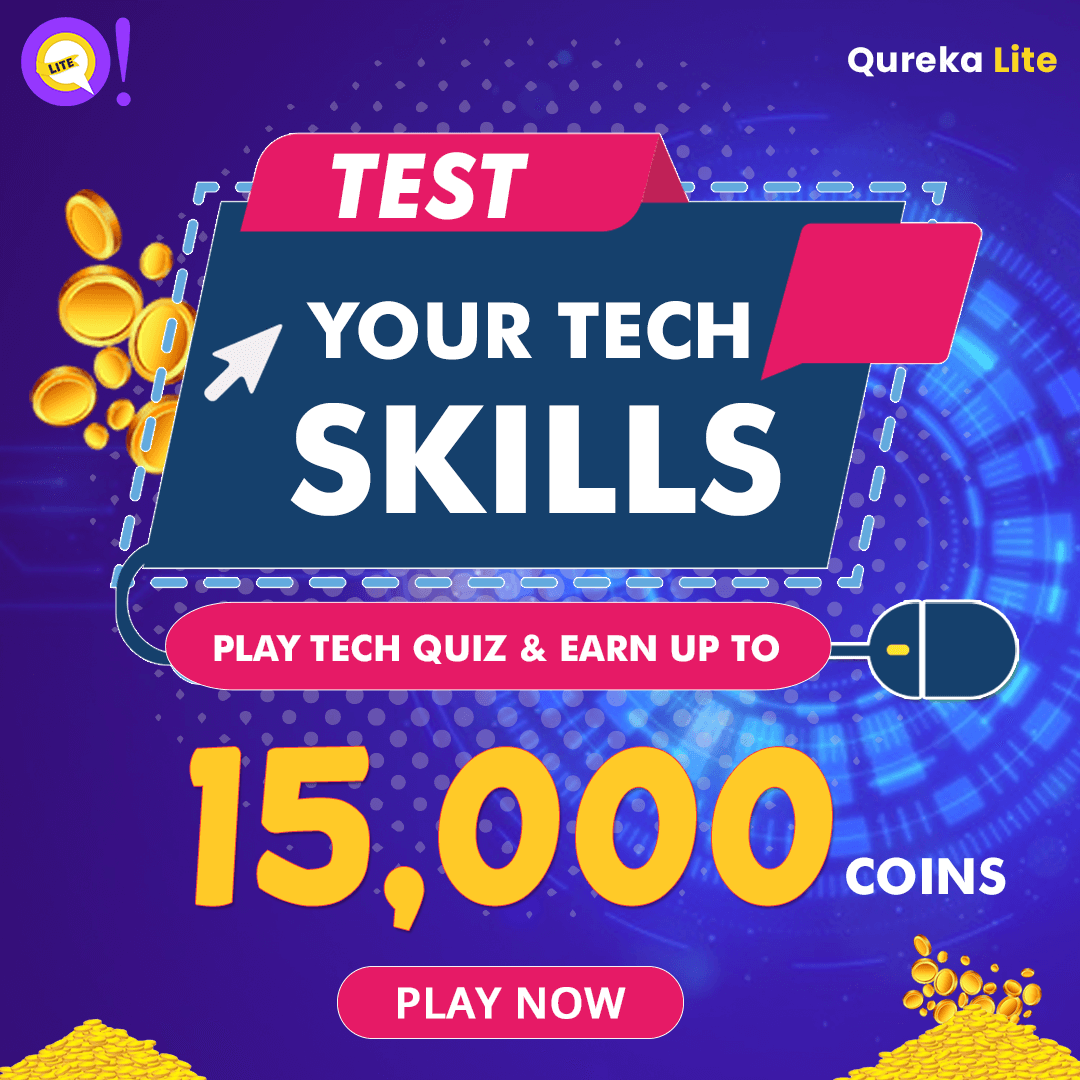 LITE
Qureka Lite
TEST
YOUR TECH
SKILLS
PLAY TECH QUIZ & EARN UP TO
15,000
COINS
PLAY NOW